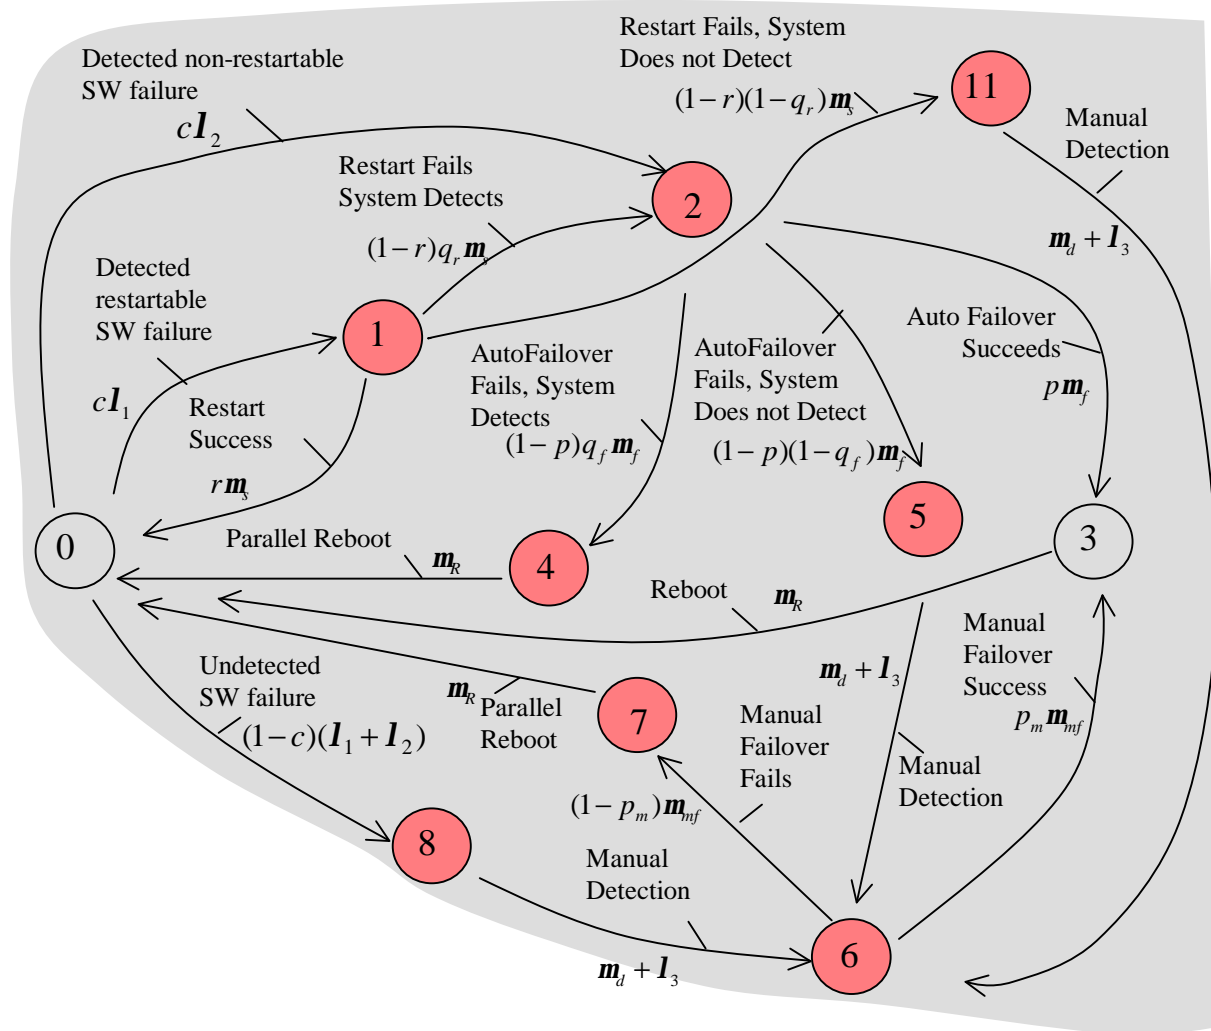 Restart Fails, System
Does not Detect
(1−r)(1−q_r)m_s
11
Detected non-restartable
SW failure
cl_2
Manual
Detection
Restart Fails
System Detects
(1−r)q_r m_s
2
m_d + l_3
Detected
restartable
SW failure
cl_1
1
Auto Failover
Succeeds
pm_f
AutoFailover
Fails, System
Detects
(1−p)q_f m_f
AutoFailover
Fails, System
Does not Detect
(1−p)(1−q_f)m_f
Restart
Success
rm_s
0
Parallel Reboot
m_R
4
5
3
Reboot
m_R
Undetected
SW failure
(1−c)(l_1 + l_2)
m_R
Parallel
Reboot
7
m_d + l_3
Manual
Failover
Success
p_m m_mf
Manual
Failover
Fails
(1−p_m)m_mf
Manual
Detection
8
Manual
Detection
m_d + l_3
6